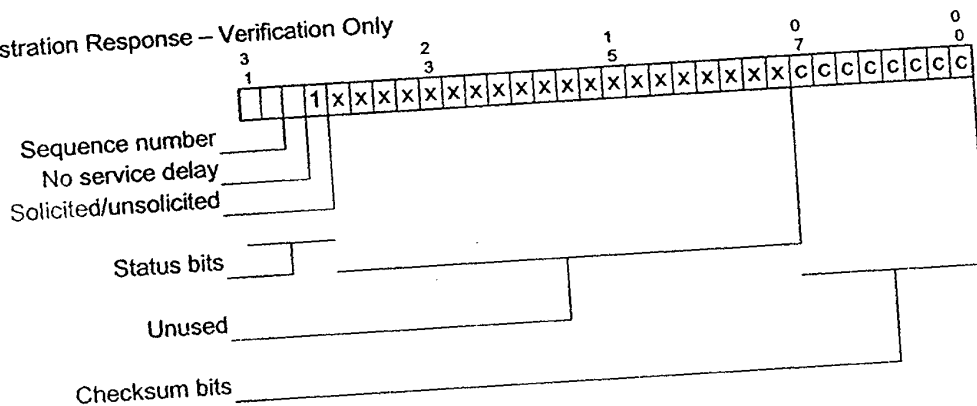 stration Response – Verification Only
3 2 1 0 0
1 3 5 7 0
1 x x x x x x x x x x x x x x x x x x x x C C C C C C C C
Sequence number
No service delay
Solicited/unsolicited
Status bits
Unused
Checksum bits